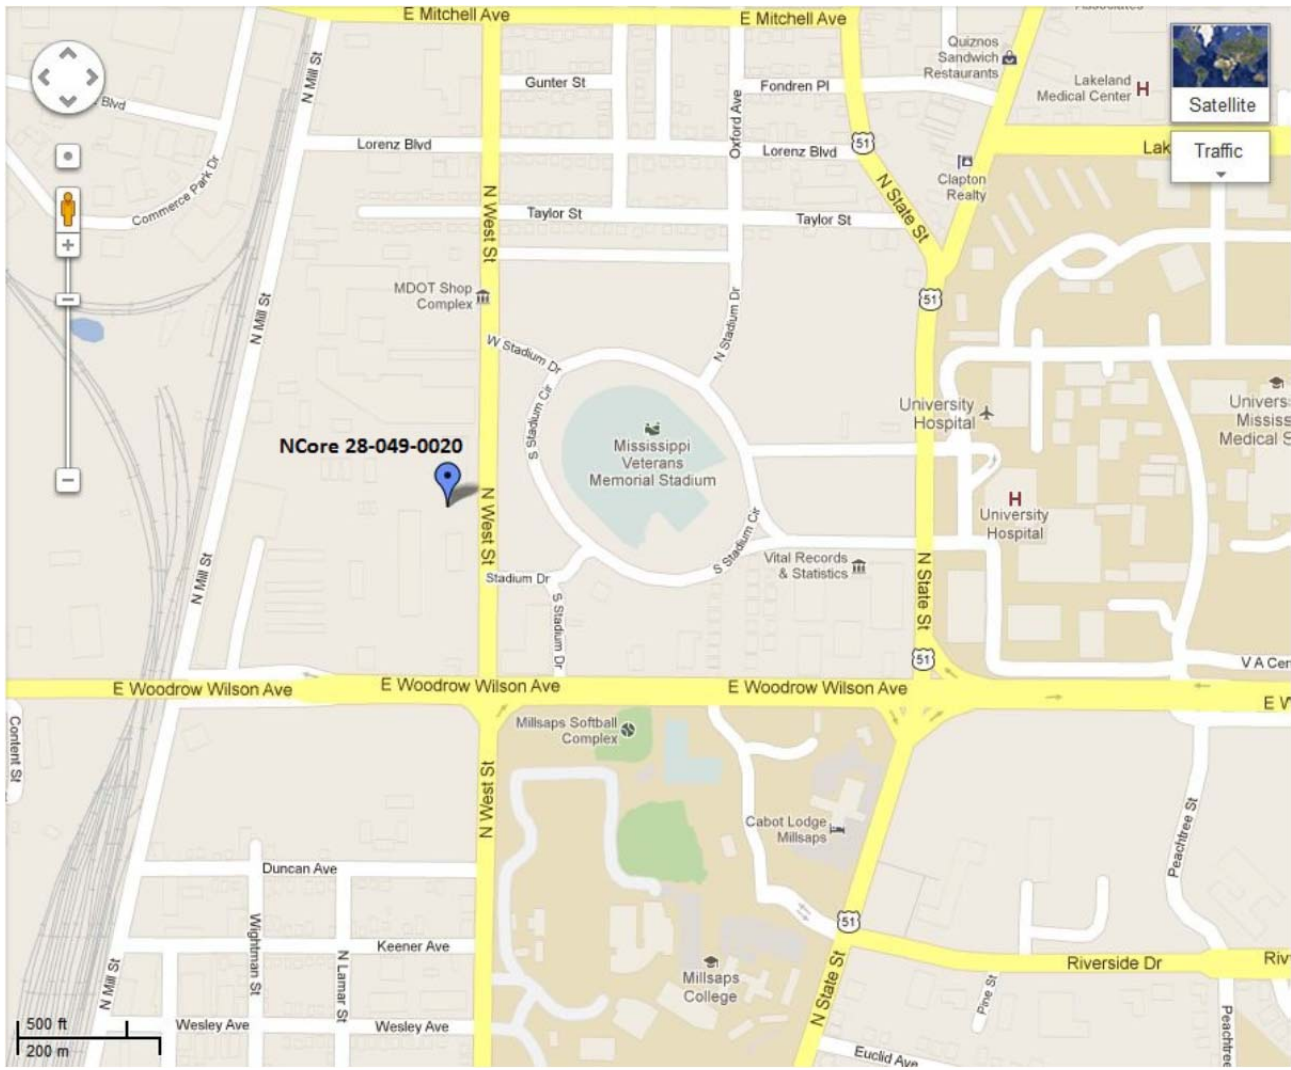 E Mitchell Ave
E Mitchell Ave
Associates
Quiznos
Sandwich
Restaurants
Lakeland
Medical Center
H
Satellite
Traffic
N Mill St
Blvd
Gunter St
Fondren Pl
Oxford Ave
Lorenz Blvd
Lorenz Blvd
51
Lak
Clapton
Realty
Commerce Park Dr
N West St
Taylor St
Taylor St
N State St
MDOT Shop
Complex
51
N Mill St
N Stadium Dr
W Stadium Dr
S Stadium Cir
University
Hospital
Univers
Mississ
Medical S
NCore 28-049-0020
Mississippi
Veterans
Memorial Stadium
H
University
Hospital
N West St
S Stadium Cir
Vital Records
& Statistics
N Mill St
Stadium Dr
S Stadium Dr
N State St
51
V A Cen
E Woodrow Wilson Ave
E Woodrow Wilson Ave
E Woodrow Wilson Ave
E W
Content St
Millsaps Softball
Complex
N West St
Cabot Lodge
Millsaps
Peachtree St
Duncan Ave
Wightman St
N Lamar St
Keener Ave
51
Riverside Dr
Riv
N Mill St
Millsaps
College
N State St
Pine St
Peachtree
Wesley Ave
Wesley Ave
Euclid Ave
500 ft
200 m